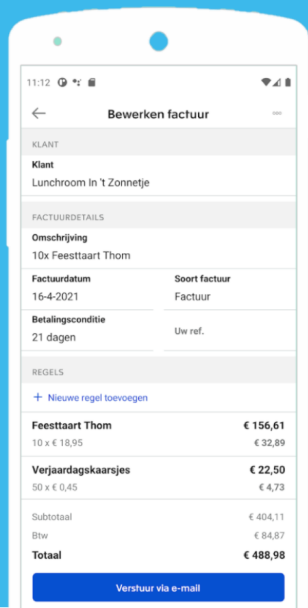 11:12
Bewerken factuur
KLANT
Klant
Lunchroom In 't Zonnetje
FACTUURDETAILS
Omschrijving
10x Feesttaart Thom
Factuurdatum Soort factuur
16-4-2021 Factuur
Betalingsconditie Uw ref.
21 dagen
REGELS
+ Nieuwe regel toevoegen
Feesttaart Thom € 156,61
10 x € 18,95 € 32,89
Verjaardagskaarsjes € 22,50
50 x € 0,45 € 4,73
Subtotaal € 404,11
Btw € 84,87
Totaal € 488,98
Verstuur via e-mail